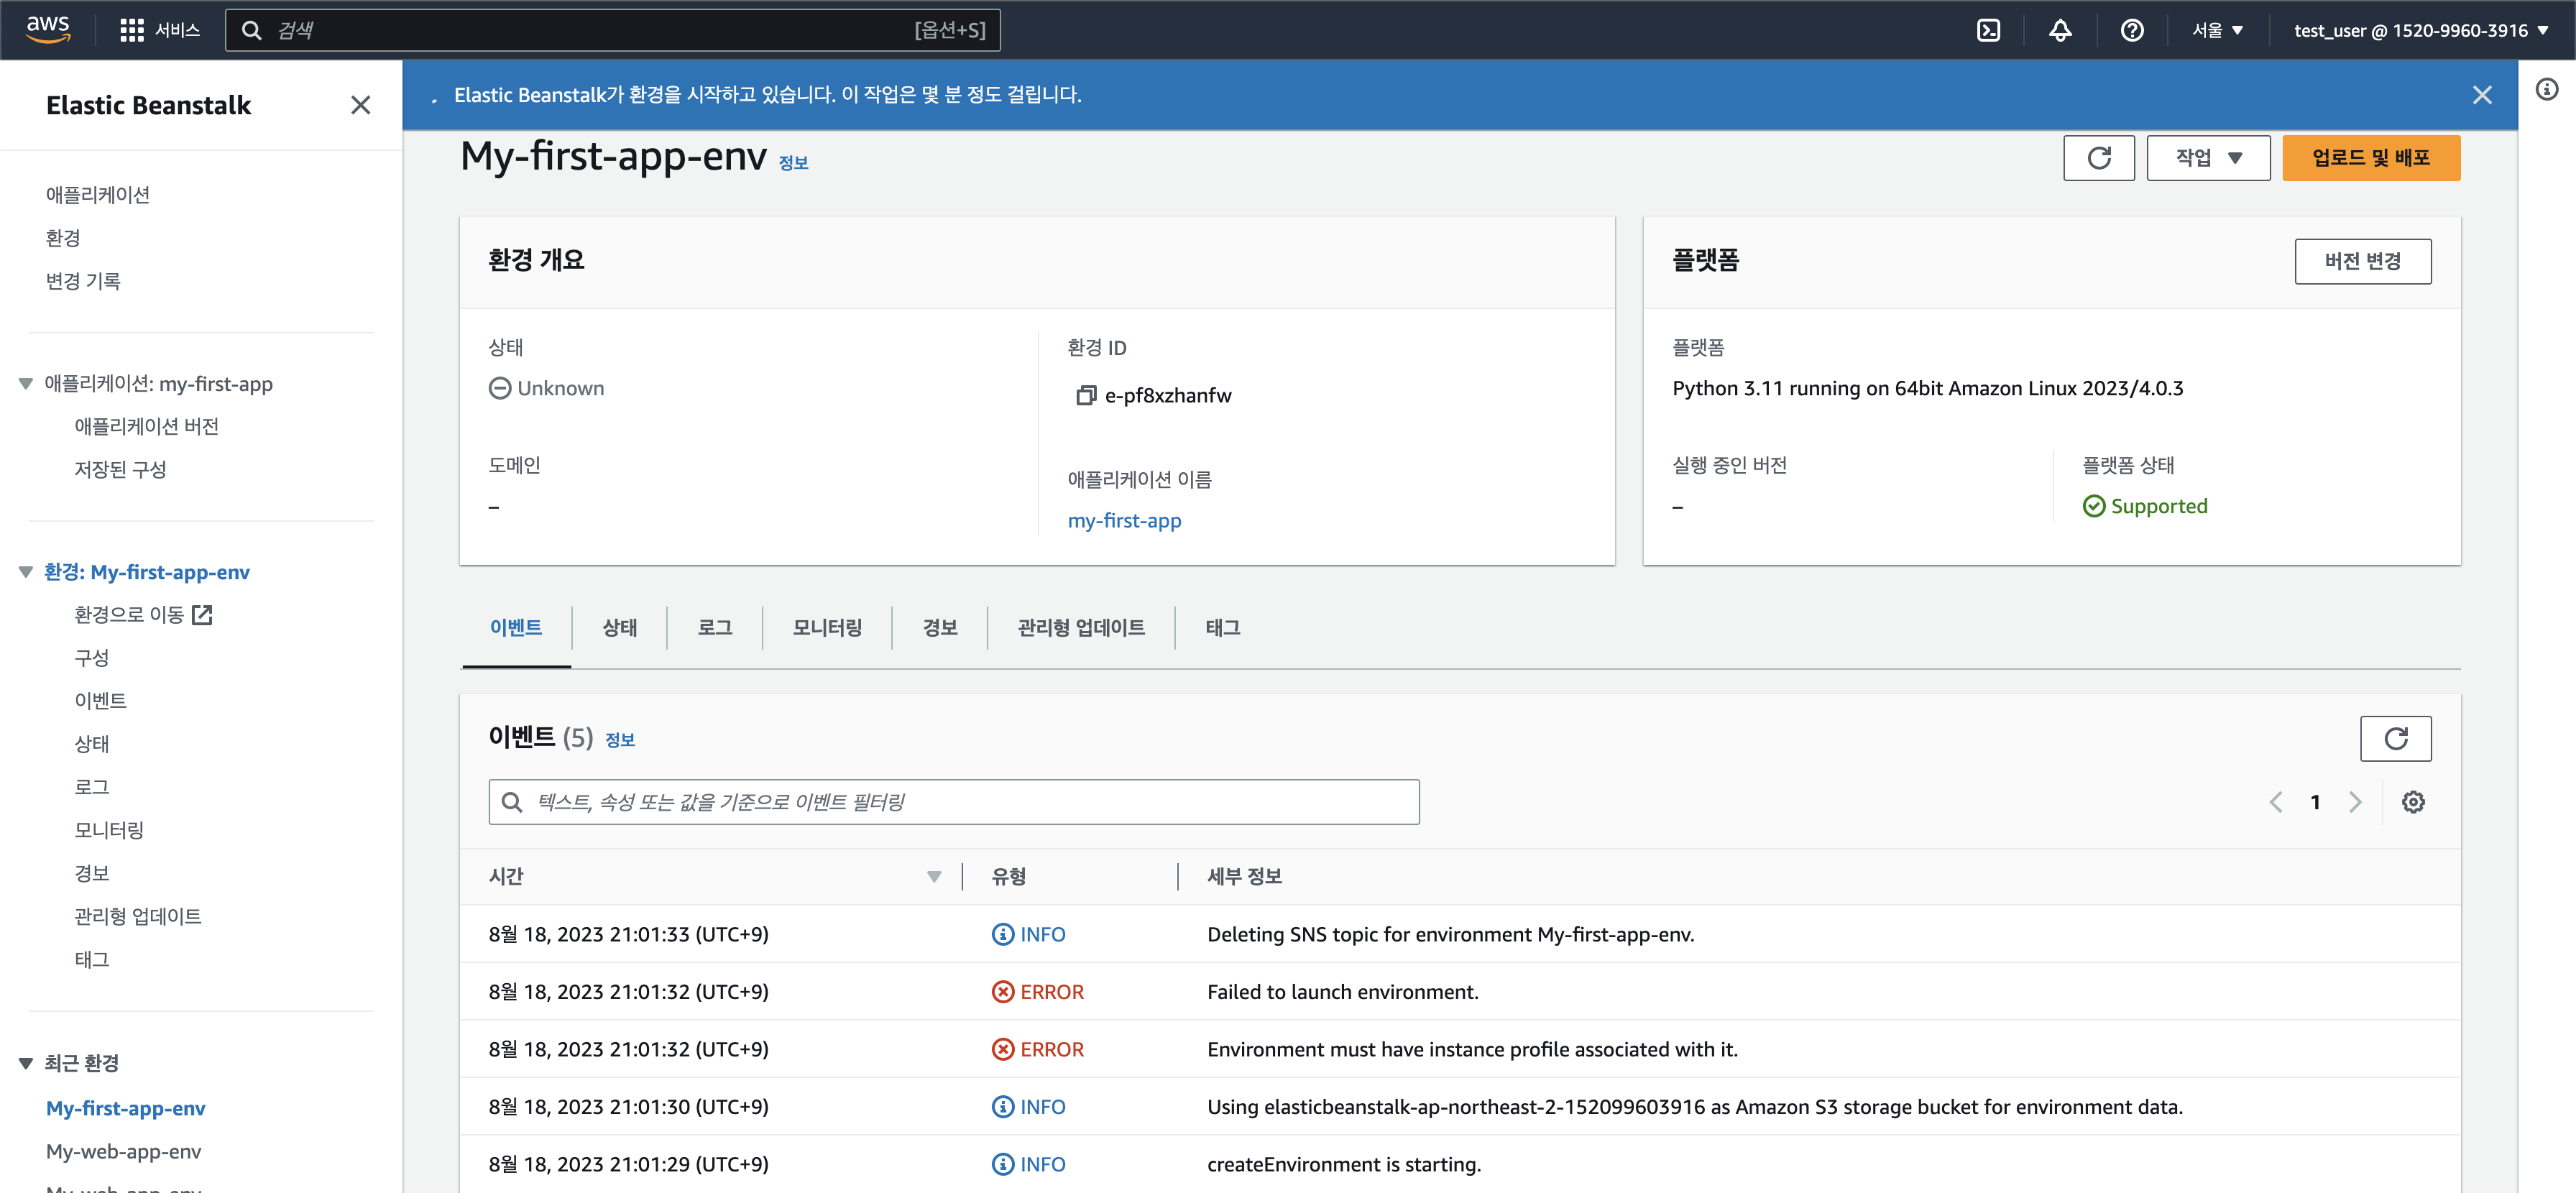 aws
서비스
검색
[옵션+S]
서울
test_user @ 1520-9960-3916
Elastic Beanstalk
애플리케이션
환경
변경 기록
애플리케이션: my-first-app
애플리케이션 버전
저장된 구성
환경: My-first-app-env
환경으로 이동
구성
이벤트
상태
로그
모니터링
경보
관리형 업데이트
태그
최근 환경
My-first-app-env
My-web-app-env
My-web-app-env
Elastic Beanstalk가 환경을 시작하고 있습니다. 이 작업은 몇 분 정도 걸립니다.
My-first-app-env 정보
작업
업로드 및 배포
환경 개요
상태
Unknown
도메인
–
환경 ID
e-pf8xzhanfw
애플리케이션 이름
my-first-app
플랫폼
버전 변경
플랫폼
Python 3.11 running on 64bit Amazon Linux 2023/4.0.3
실행 중인 버전
–
플랫폼 상태
Supported
이벤트 상태 로그 모니터링 경보 관리형 업데이트 태그
이벤트 (5) 정보
텍스트, 속성 또는 값을 기준으로 이벤트 필터링
1
시간 유형 세부 정보
8월 18, 2023 21:01:33 (UTC+9) INFO Deleting SNS topic for environment My-first-app-env.
8월 18, 2023 21:01:32 (UTC+9) ERROR Failed to launch environment.
8월 18, 2023 21:01:32 (UTC+9) ERROR Environment must have instance profile associated with it.
8월 18, 2023 21:01:30 (UTC+9) INFO Using elasticbeanstalk-ap-northeast-2-152099603916 as Amazon S3 storage bucket for environment data.
8월 18, 2023 21:01:29 (UTC+9) INFO createEnvironment is starting.